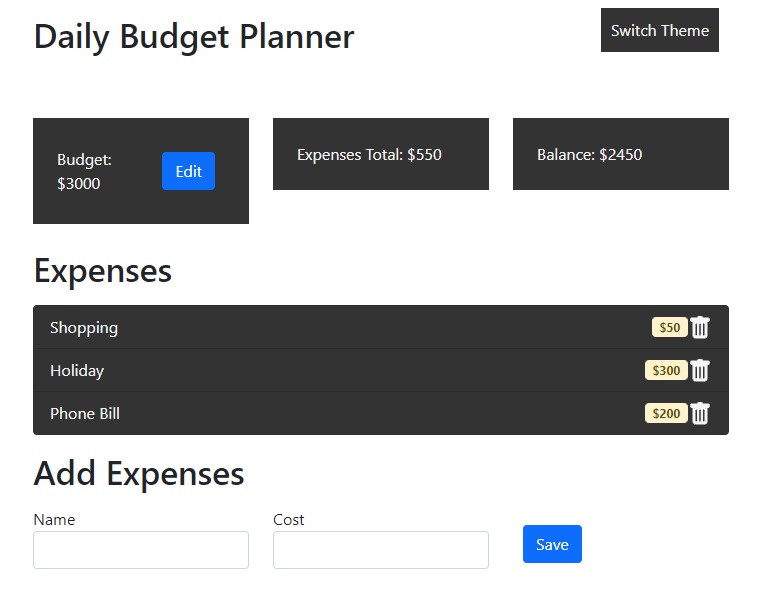 Daily Budget Planner
Switch Theme
Budget:
$3000
Edit
Expenses Total: $550
Balance: $2450
Expenses
Shopping $50
Holiday $300
Phone Bill $200
Add Expenses
Name Cost
Save